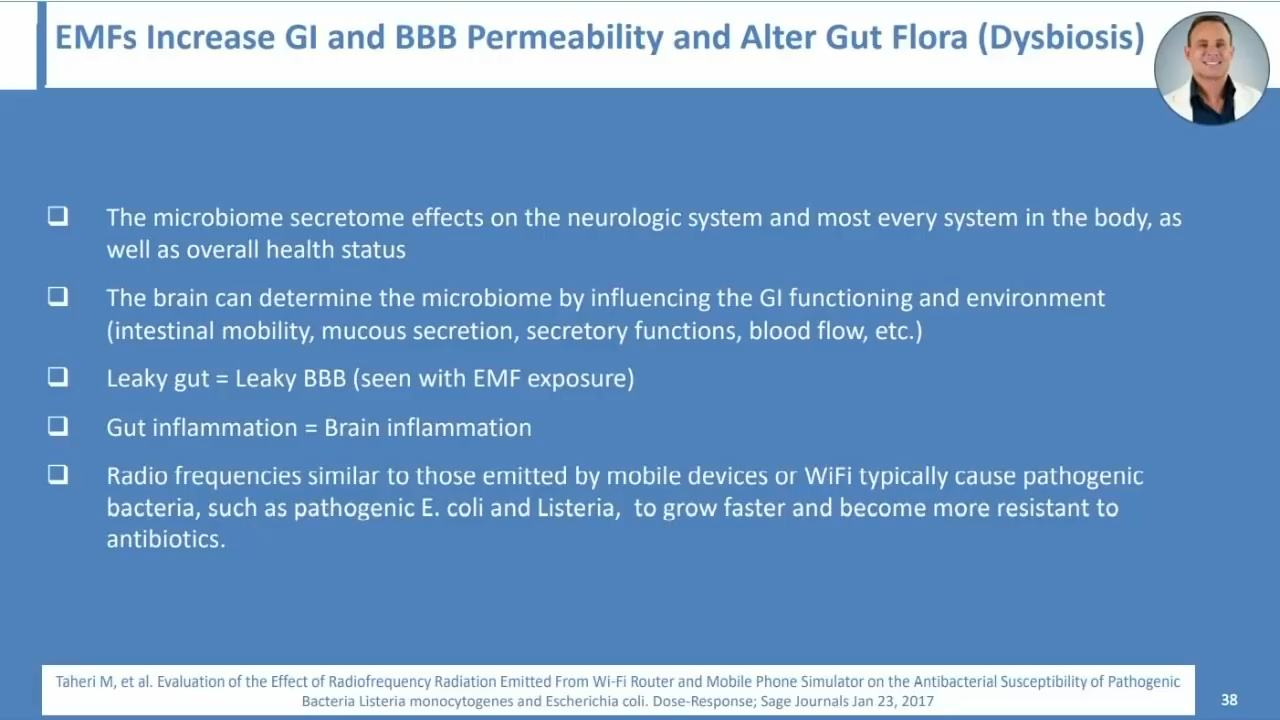 EMFs Increase GI and BBB Permeability and Alter Gut Flora (Dysbiosis)
❑ The microbiome secretome effects on the neurologic system and most every system in the body, as
well as overall health status
❑ The brain can determine the microbiome by influencing the GI functioning and environment
(intestinal mobility, mucous secretion, secretory functions, blood flow, etc.)
❑ Leaky gut = Leaky BBB (seen with EMF exposure)
❑ Gut inflammation = Brain inflammation
❑ Radio frequencies similar to those emitted by mobile devices or WiFi typically cause pathogenic
bacteria, such as pathogenic E. coli and Listeria,  to grow faster and become more resistant to
antibiotics.
Taheri M, et al. Evaluation of the Effect of Radiofrequency Radiation Emitted From Wi-Fi Router and Mobile Phone Simulator on the Antibacterial Susceptibility of Pathogenic
Bacteria Listeria monocytogenes and Escherichia coli. Dose-Response; Sage Journals Jan 23, 2017
38